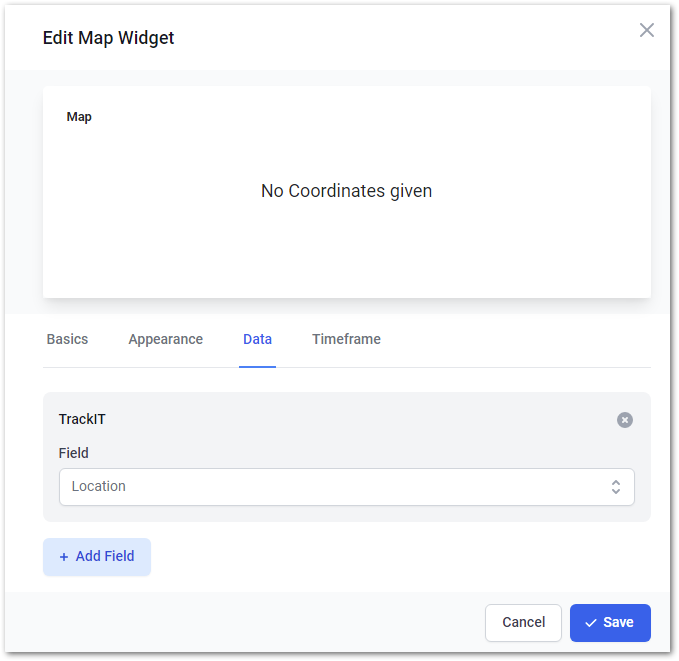 Edit Map Widget
Map
No Coordinates given
Basics Appearance Data Timeframe
TrackIT
Field
Location
+ Add Field
Cancel Save